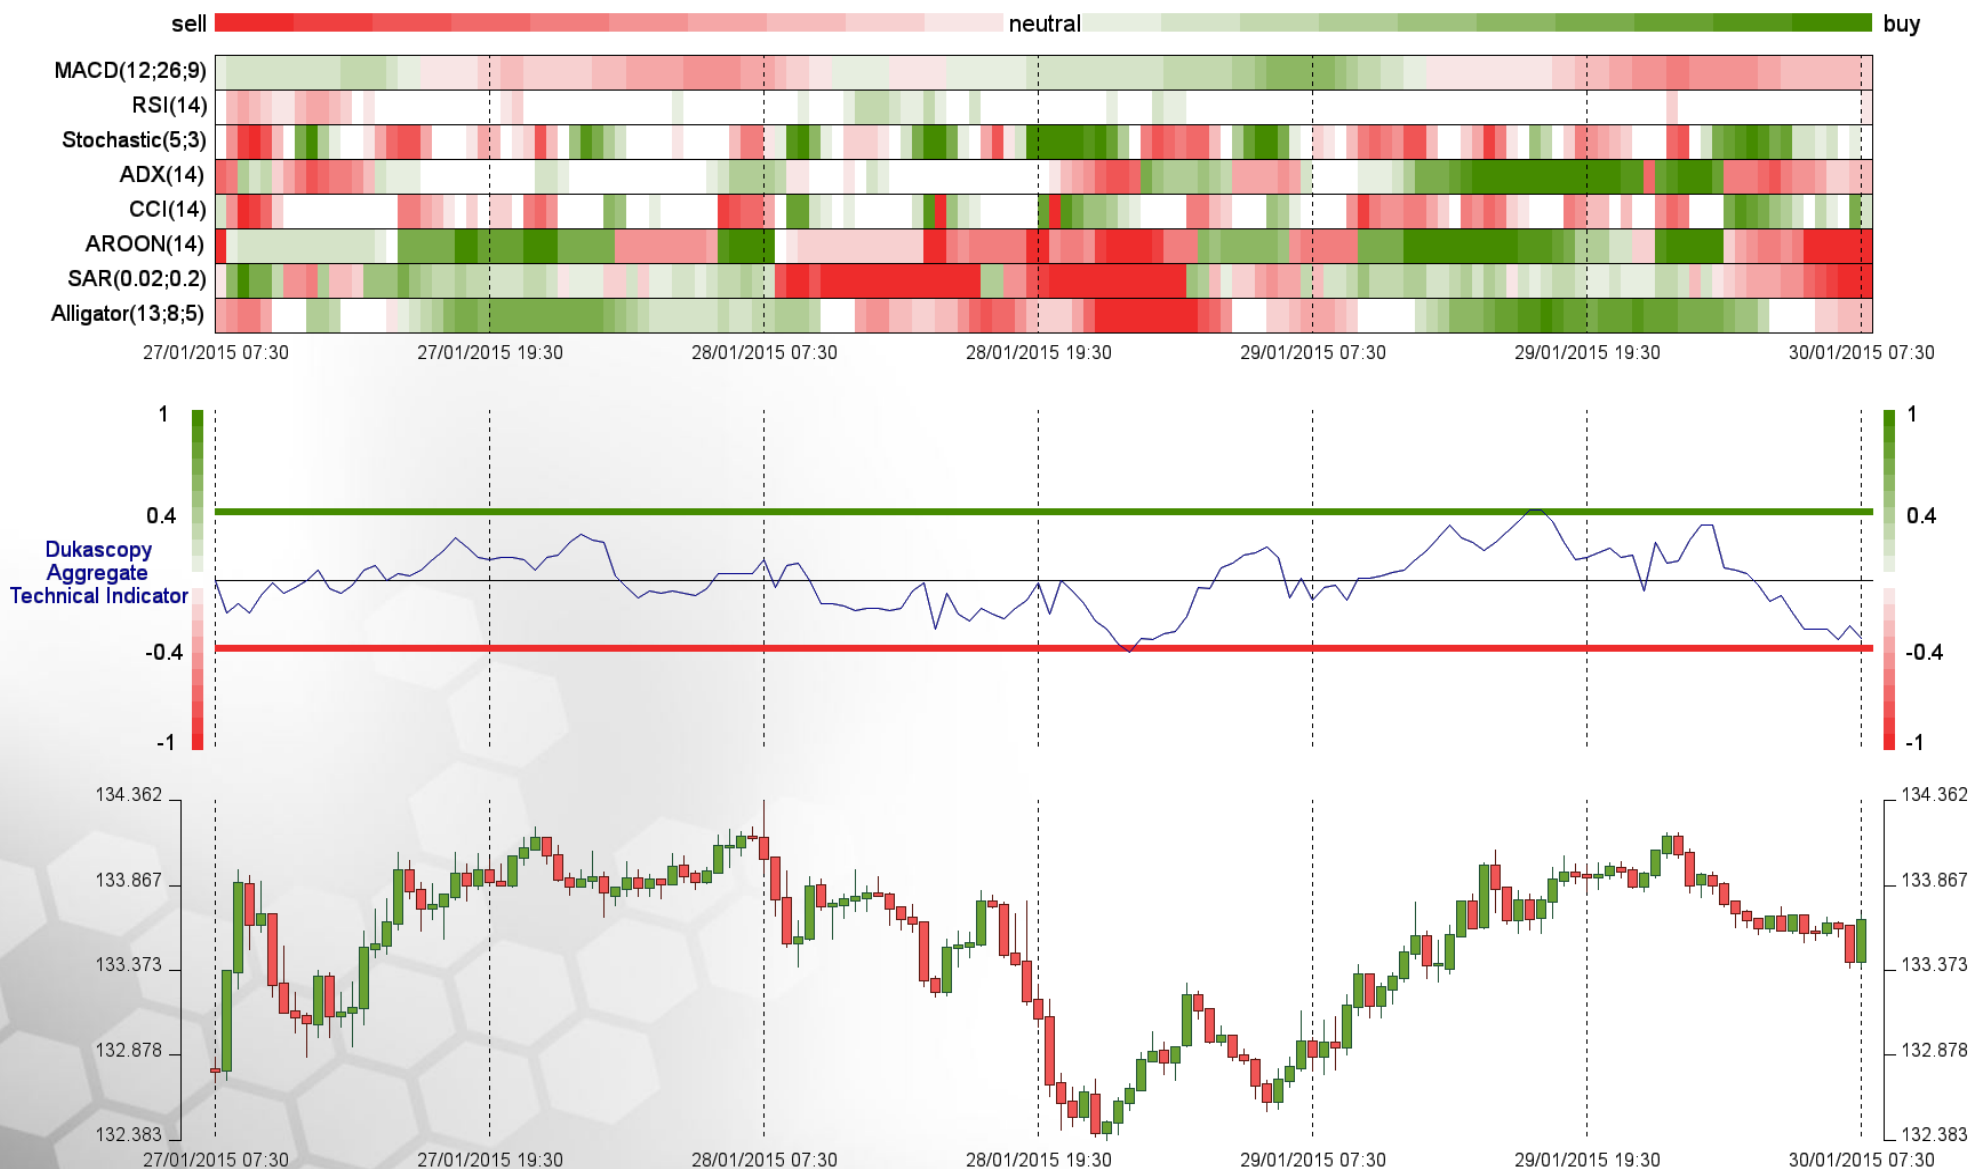 sell neutral buy
MACD(12;26;9)
RSI(14)
Stochastic(5;3)
ADX(14)
CCI(14)
AROON(14)
SAR(0.02;0.2)
Alligator(13;8;5)
27/01/2015 07:30 27/01/2015 19:30 28/01/2015 07:30 28/01/2015 19:30 29/01/2015 07:30 29/01/2015 19:30 30/01/2015 07:30
1 1
0.4 0.4
Dukascopy
Aggregate
Technical Indicator
-0.4 -0.4
-1 -1
134.362 134.362
133.867 133.867
133.373 133.373
132.878 132.878
132.383 132.383
27/01/2015 07:30 27/01/2015 19:30 28/01/2015 07:30 28/01/2015 19:30 29/01/2015 07:30 29/01/2015 19:30 30/01/2015 07:30